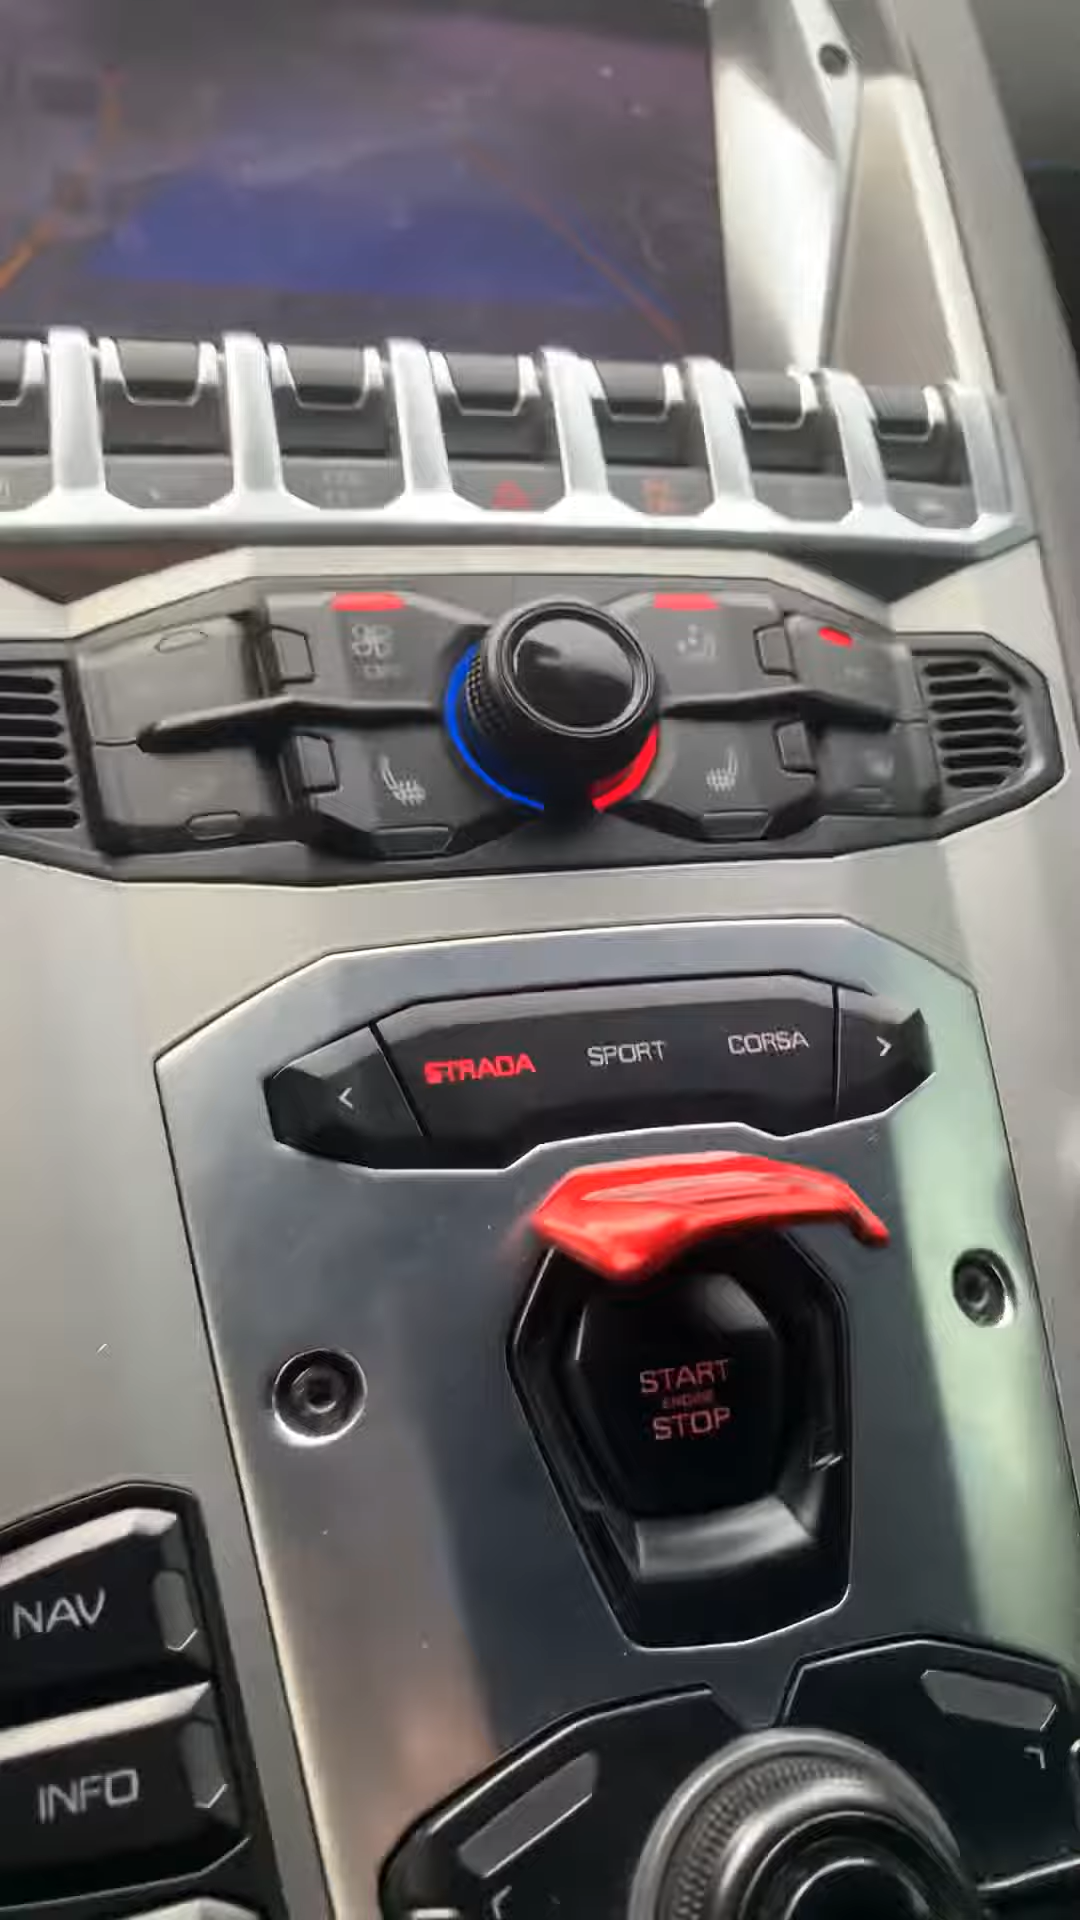 < STRADA SPORT CORSA >
START
ENGINE
STOP
NAV
INFO